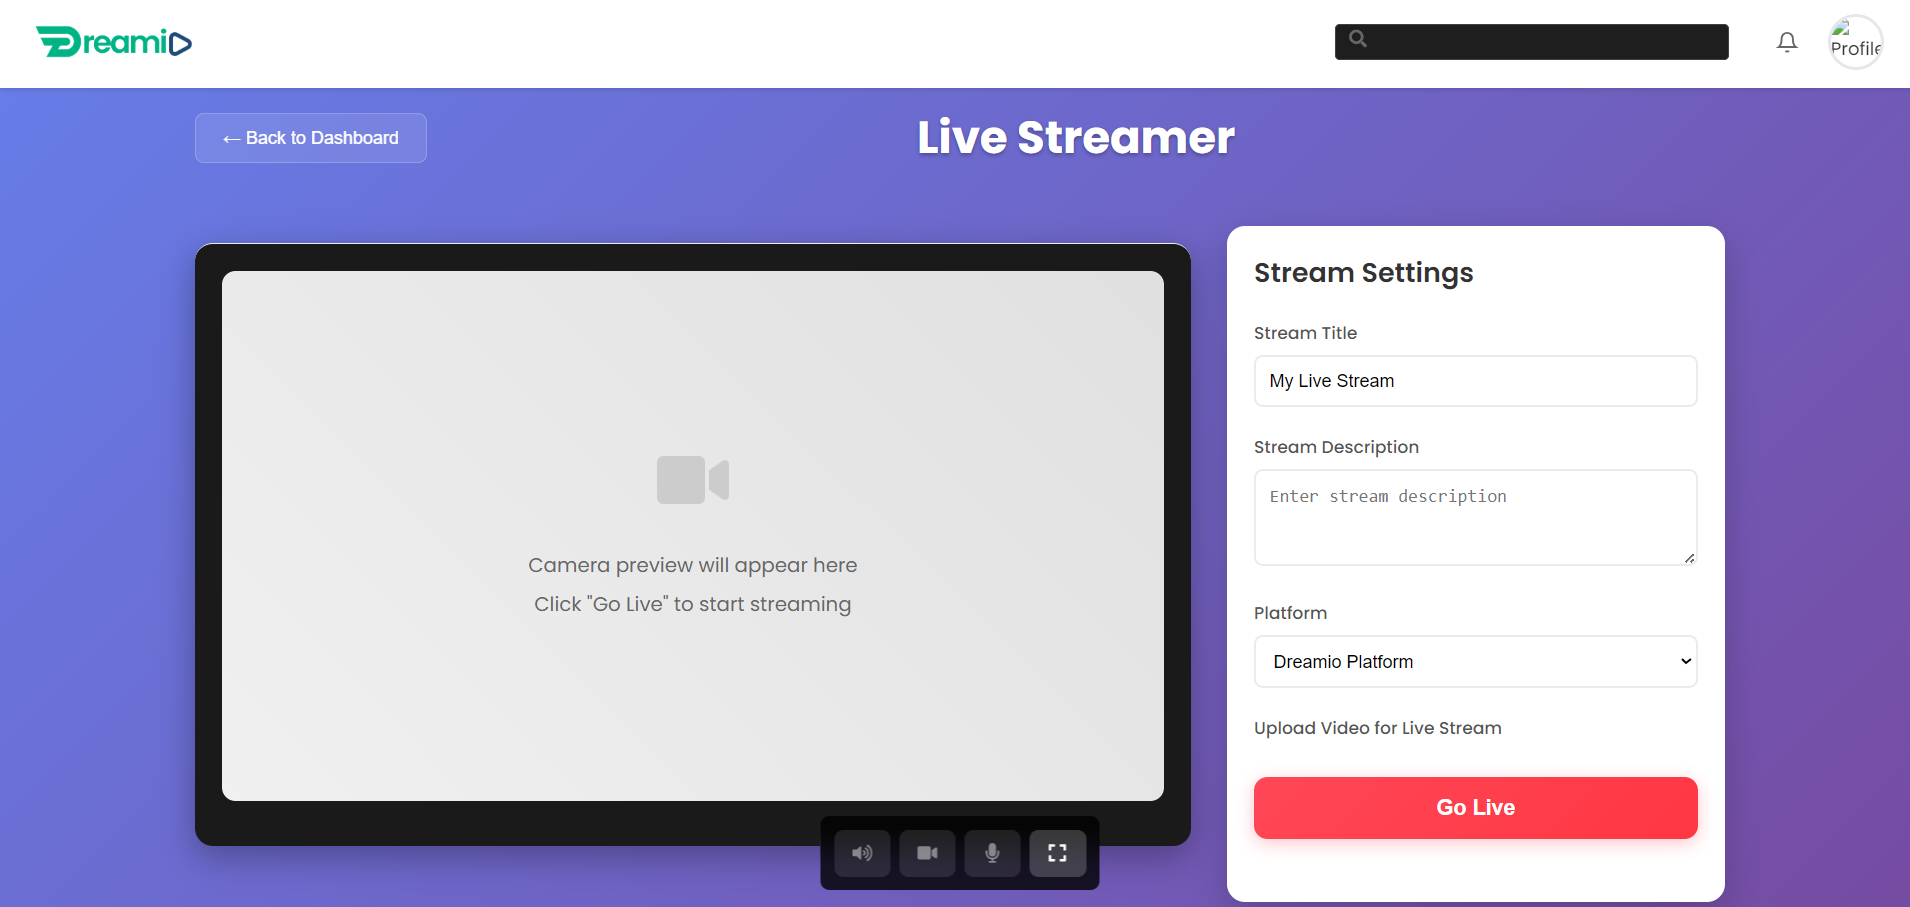 Dreamio
Profile
← Back to Dashboard
Live Streamer
Camera preview will appear here
Click "Go Live" to start streaming
Stream Settings
Stream Title
My Live Stream
Stream Description
Enter stream description
Platform
Dreamio Platform
Upload Video for Live Stream
Go Live